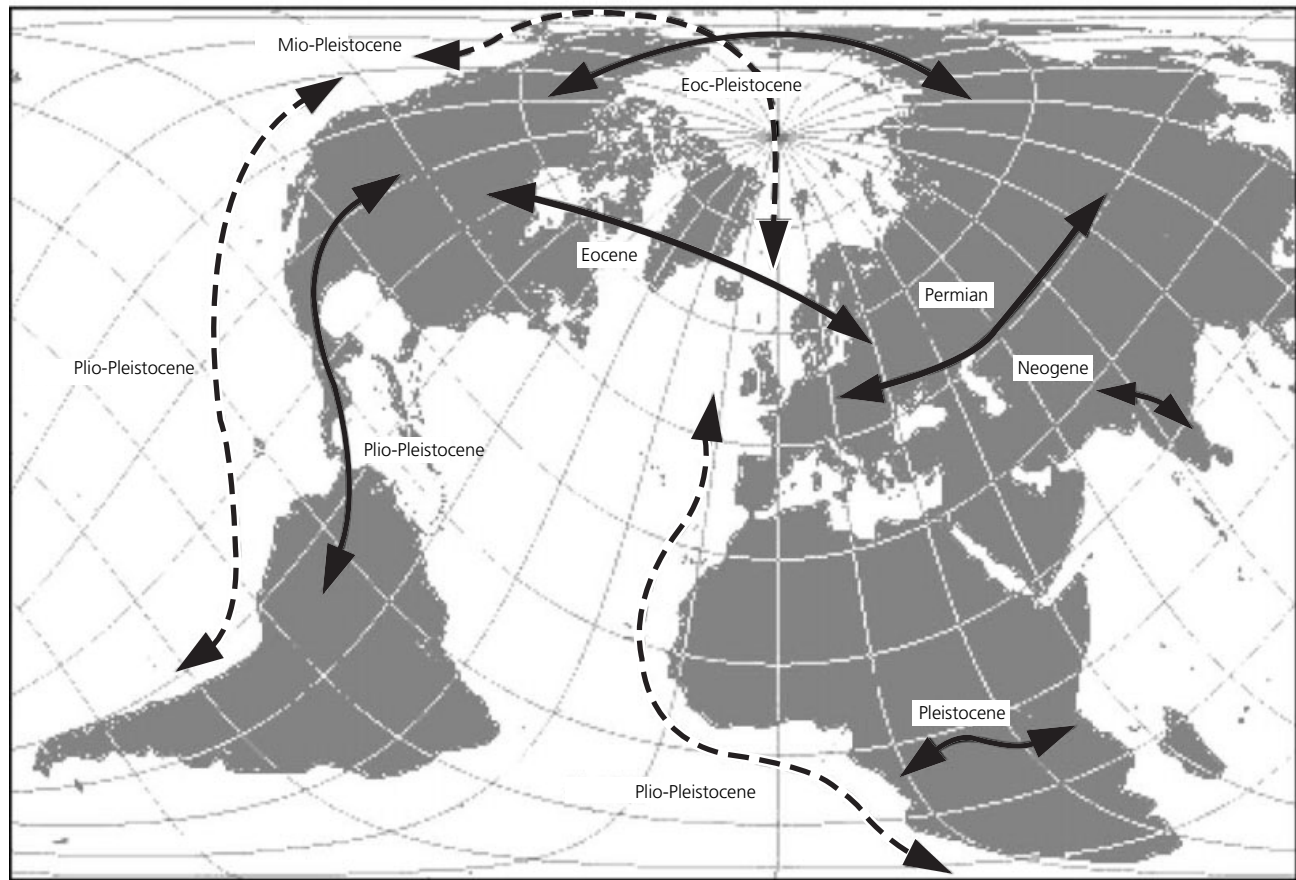 Mio-Pleistocene
Eoc-Pleistocene
Eocene
Permian
Plio-Pleistocene
Neogene
Plio-Pleistocene
Pleistocene
Plio-Pleistocene